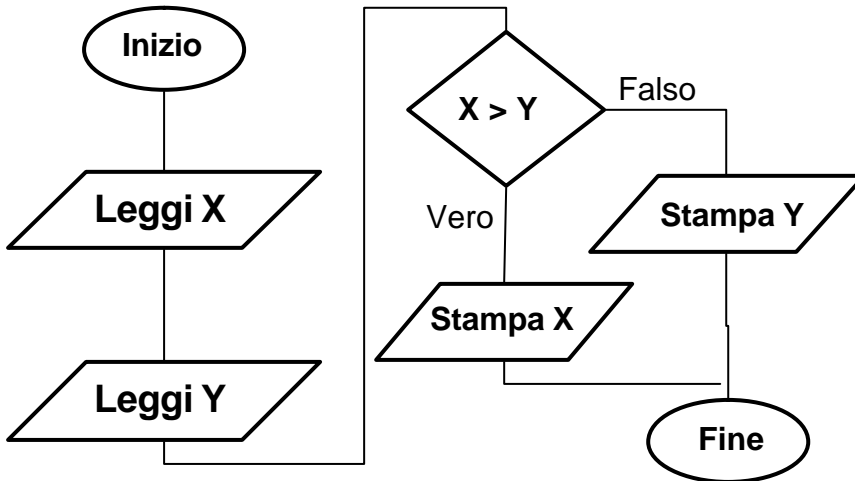 Inizio
Leggi X
Leggi Y
X > Y
Falso
Vero
Stampa Y
Stampa X
Fine